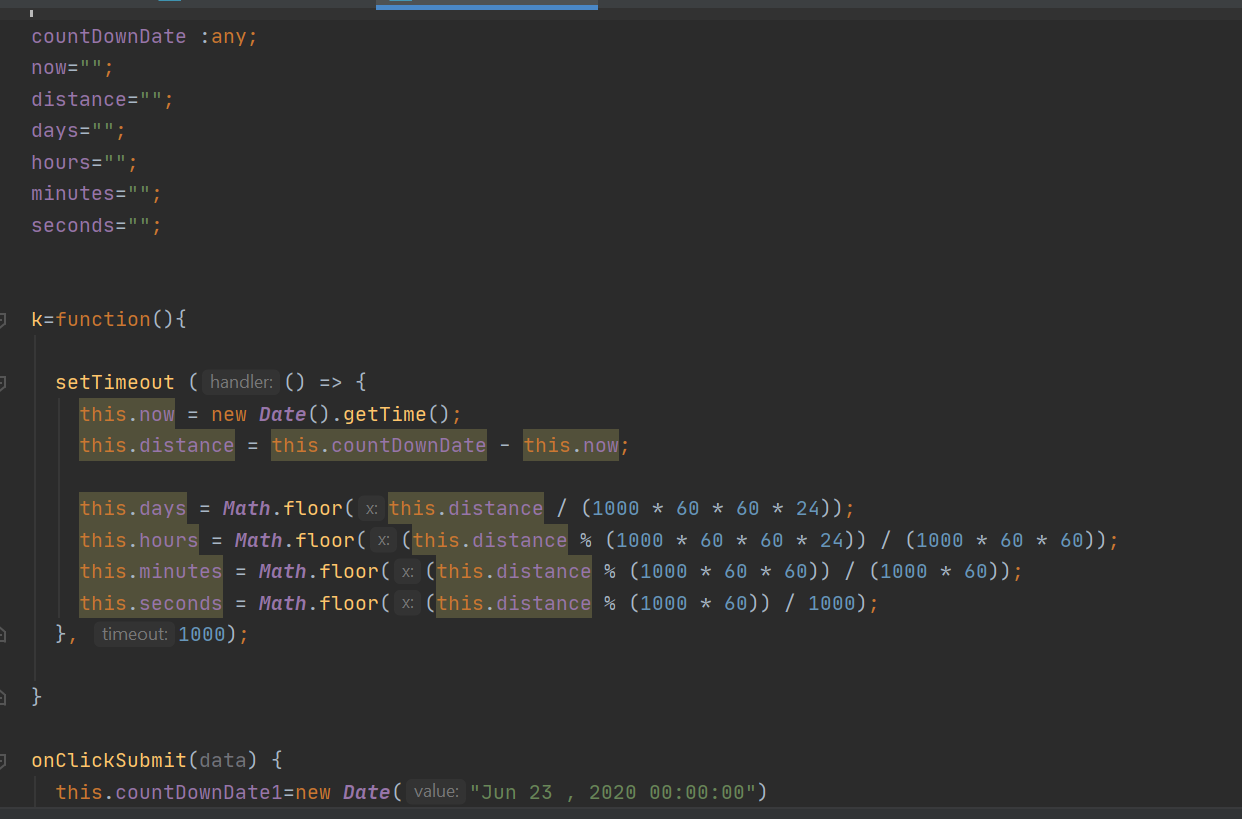 countDownDate :any;
now="";
distance="";
days="";
hours="";
minutes="";
seconds="";
k=function(){
setTimeout ( handler: () => {
this.now = new Date().getTime();
this.distance = this.countDownDate - this.now;
this.days = Math.floor( x: this.distance / (1000 * 60 * 60 * 24));
this.hours = Math.floor( x: (this.distance % (1000 * 60 * 60 * 24)) / (1000 * 60 * 60));
this.minutes = Math.floor( x: (this.distance % (1000 * 60 * 60)) / (1000 * 60));
this.seconds = Math.floor( x: (this.distance % (1000 * 60)) / 1000);
}, timeout: 1000);
}
onClickSubmit(data) {
this.countDownDate1=new Date( value: "Jun 23 , 2020 00:00:00")